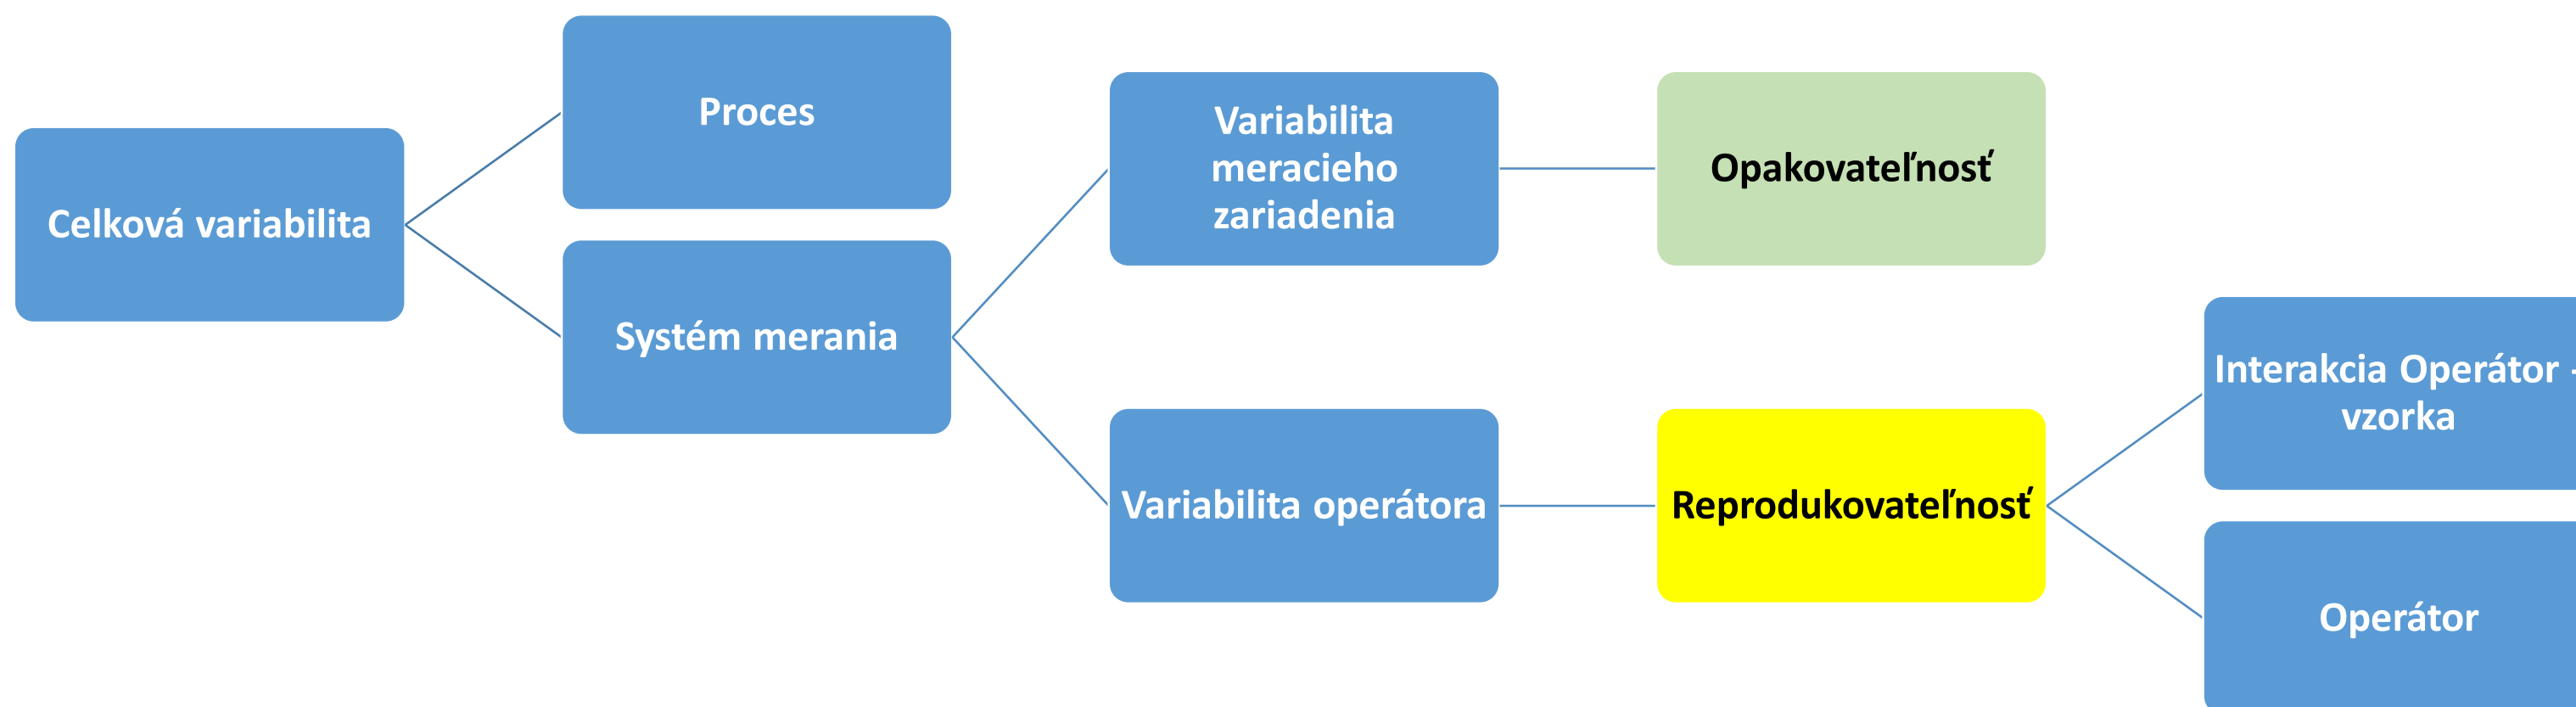 Celková variabilita
Proces
Systém merania
Variabilita
meracieho
zariadenia
Variabilita operátora
Opakovateľnosť
Reprodukovateľnosť
Interakcia Operátor -
vzorka
Operátor